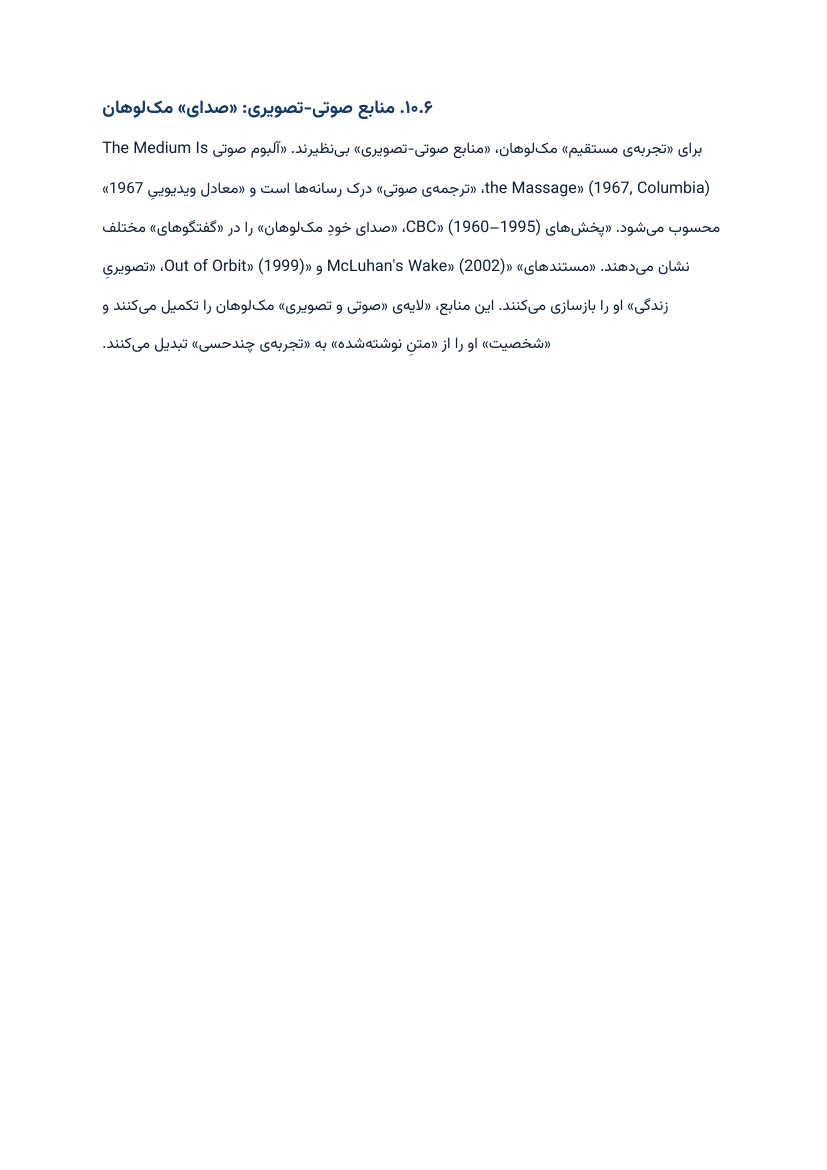 ۱۰.۶. منابع صوتی-تصویری: «صدای» مک‌لوهان
برای «تجربه‌ی مستقیم» مک‌لوهان، «منابع صوتی-تصویری» بی‌نظیرند. «آلبوم صوتی The Medium Is
the Massage» (1967, Columbia)، «ترجمه‌ی صوتی» درک رسانه‌ها است و «معادل ویدیوییِ 1967»
محسوب می‌شود. «پخش‌های CBC» (1960–1995)، «صدای خودِ مک‌لوهان» را در «گفتگوهای» مختلف
نشان می‌دهند. «مستندهای» «McLuhan's Wake» (2002) و «Out of Orbit» (1999)، «تصویریِ
زندگی» او را بازسازی می‌کنند. این منابع، «لایه‌ی «صوتی و تصویری» مک‌لوهان را تکمیل می‌کنند و
«شخصیت» او را از «متنِ نوشته‌شده» به «تجربه‌ی چندحسی» تبدیل می‌کنند.